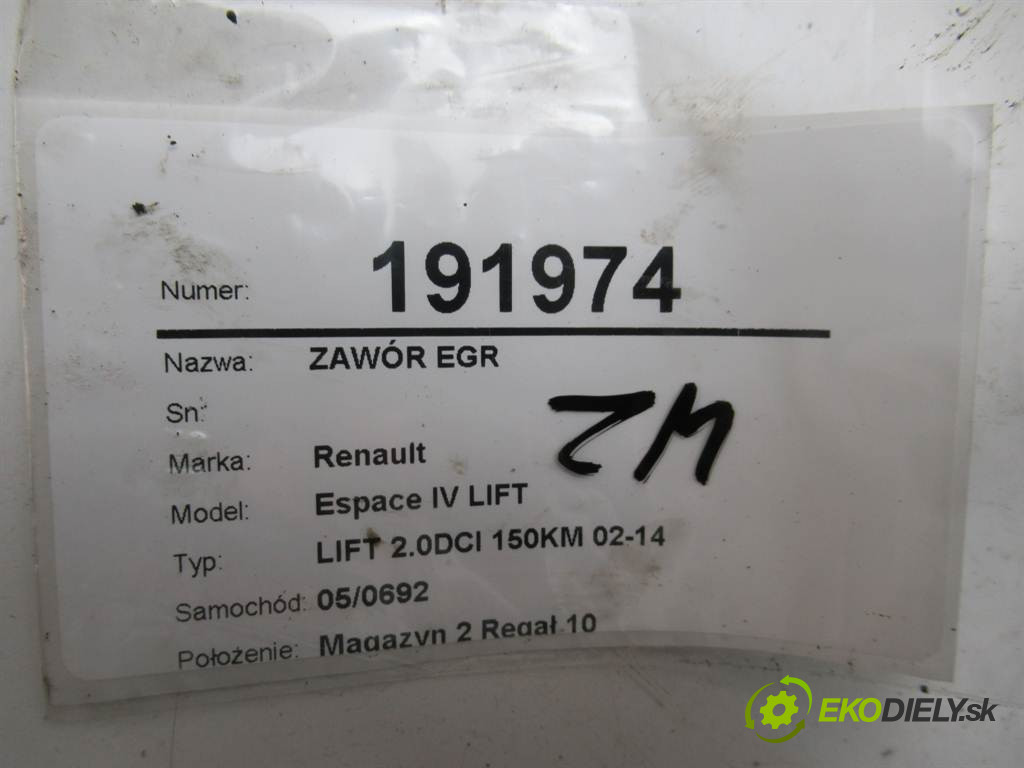 Numer: 191974
Nazwa: ZAWÓR EGR
Sn:
ZM
Marka: Renault
Model: Espace IV LIFT
Typ: LIFT 2.0DCI 150KM 02-14
Samochód: 05/0692
Położenie: Magazyn 2 Regał 10
EKODIELY.sk